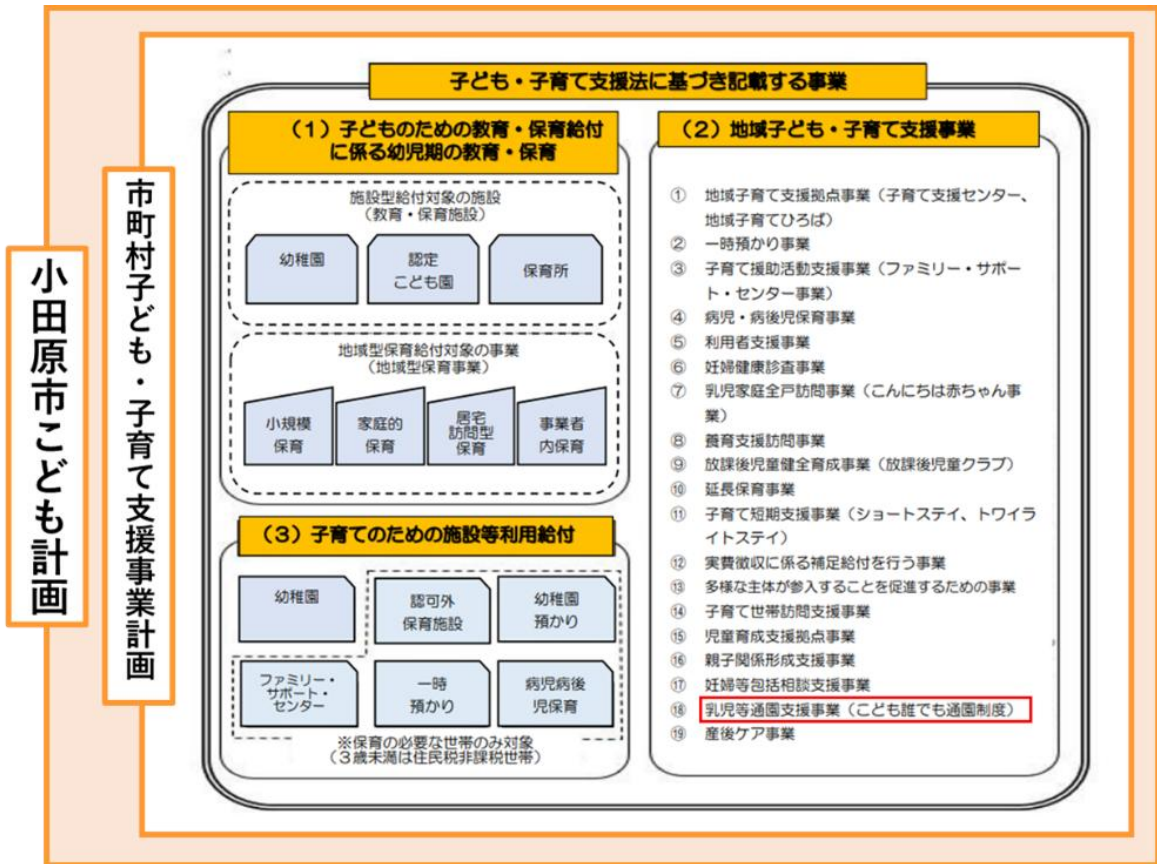 小田原市こども計画
市町村子ども・子育て支援事業計画
子ども・子育て支援法に基づき記載する事業
（1）子どものための教育・保育給付
に係る幼児期の教育・保育
施設型給付対象の施設
（教育・保育施設）
幼稚園
認定
こども園
保育所
地域型保育給付対象の事業
（地域型保育事業）
小規模
保育
家庭的
保育
居宅
訪問型
保育
事業者
内保育
（3）子育てのための施設等利用給付
幼稚園
認可外
保育施設
幼稚園
預かり
ファミリー・
サポート・
センター
一時
預かり
病児病後
児保育
※保育の必要な世帯のみ対象
（３歳未満は住民税非課税世帯）
（2）地域子ども・子育て支援事業
① 地域子育て支援拠点事業（子育て支援センター、
地域子育てひろば）
② 一時預かり事業
③ 子育て援助活動支援事業（ファミリー・サポー
ト・センター事業）
④ 病児・病後児保育事業
⑤ 利用者支援事業
⑥ 妊婦健康診査事業
⑦ 乳児家庭全戸訪問事業（こんにちは赤ちゃん事
業）
⑧ 養育支援訪問事業
⑨ 放課後児童健全育成事業（放課後児童クラブ）
⑩ 延長保育事業
⑪ 子育て短期支援事業（ショートステイ、トワイラ
イトステイ）
⑫ 実費徴収に係る補足給付を行う事業
⑬ 多様な主体が参入することを促進するための事業
⑭ 子育て世帯訪問支援事業
⑮ 児童育成支援拠点事業
⑯ 親子関係形成支援事業
⑰ 妊婦等包括相談支援事業
⑱ 乳児等通園支援事業（こども誰でも通園制度）
⑲ 産後ケア事業